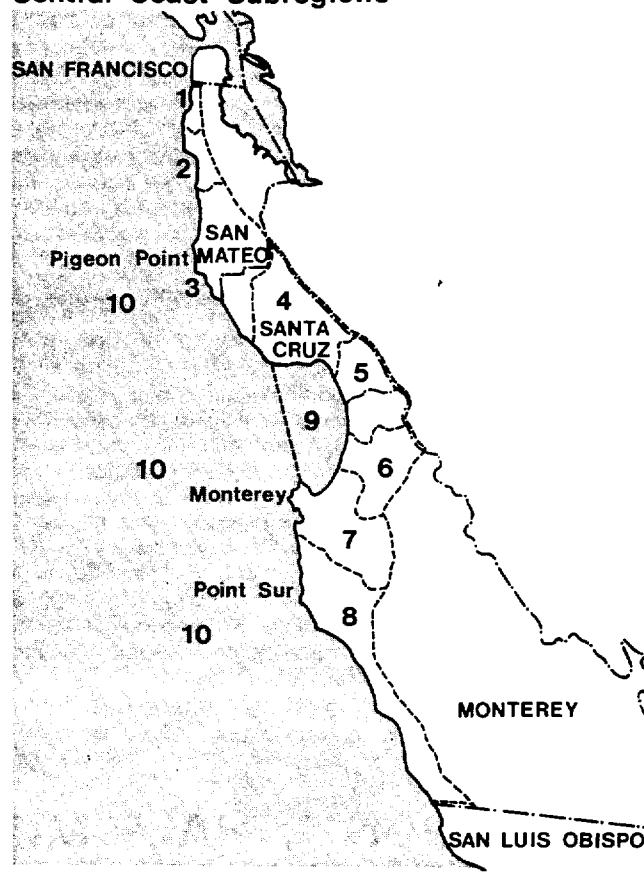 Central Coast Subregions
SAN FRANCISCO
1
2
SAN
MATEO
Pigeon Point
3
10
4
SANTA
CRUZ
5
9
10
6
Monterey
7
Point Sur
8
10
MONTEREY
SAN LUIS OBISPO